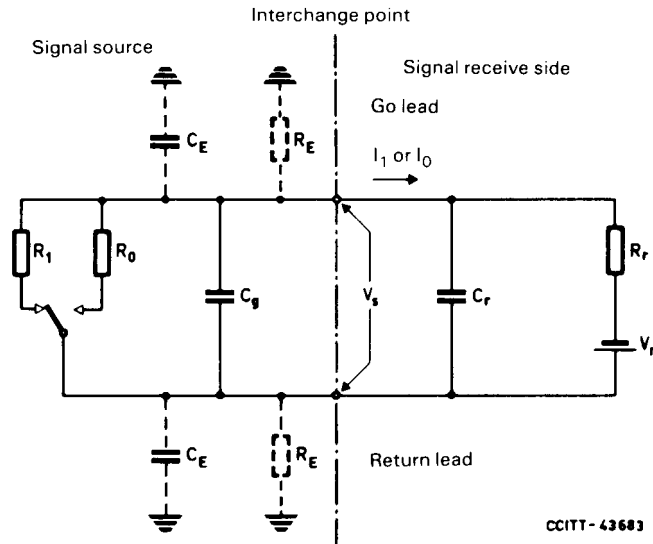 Interchange point
Signal source
Signal receive side
Go lead
C_E
R_E
I_1 or I_0
R_1
R_0
C_g
V_s
C_r
R_r
V_r
C_E
R_E
Return lead
CCITT-43683